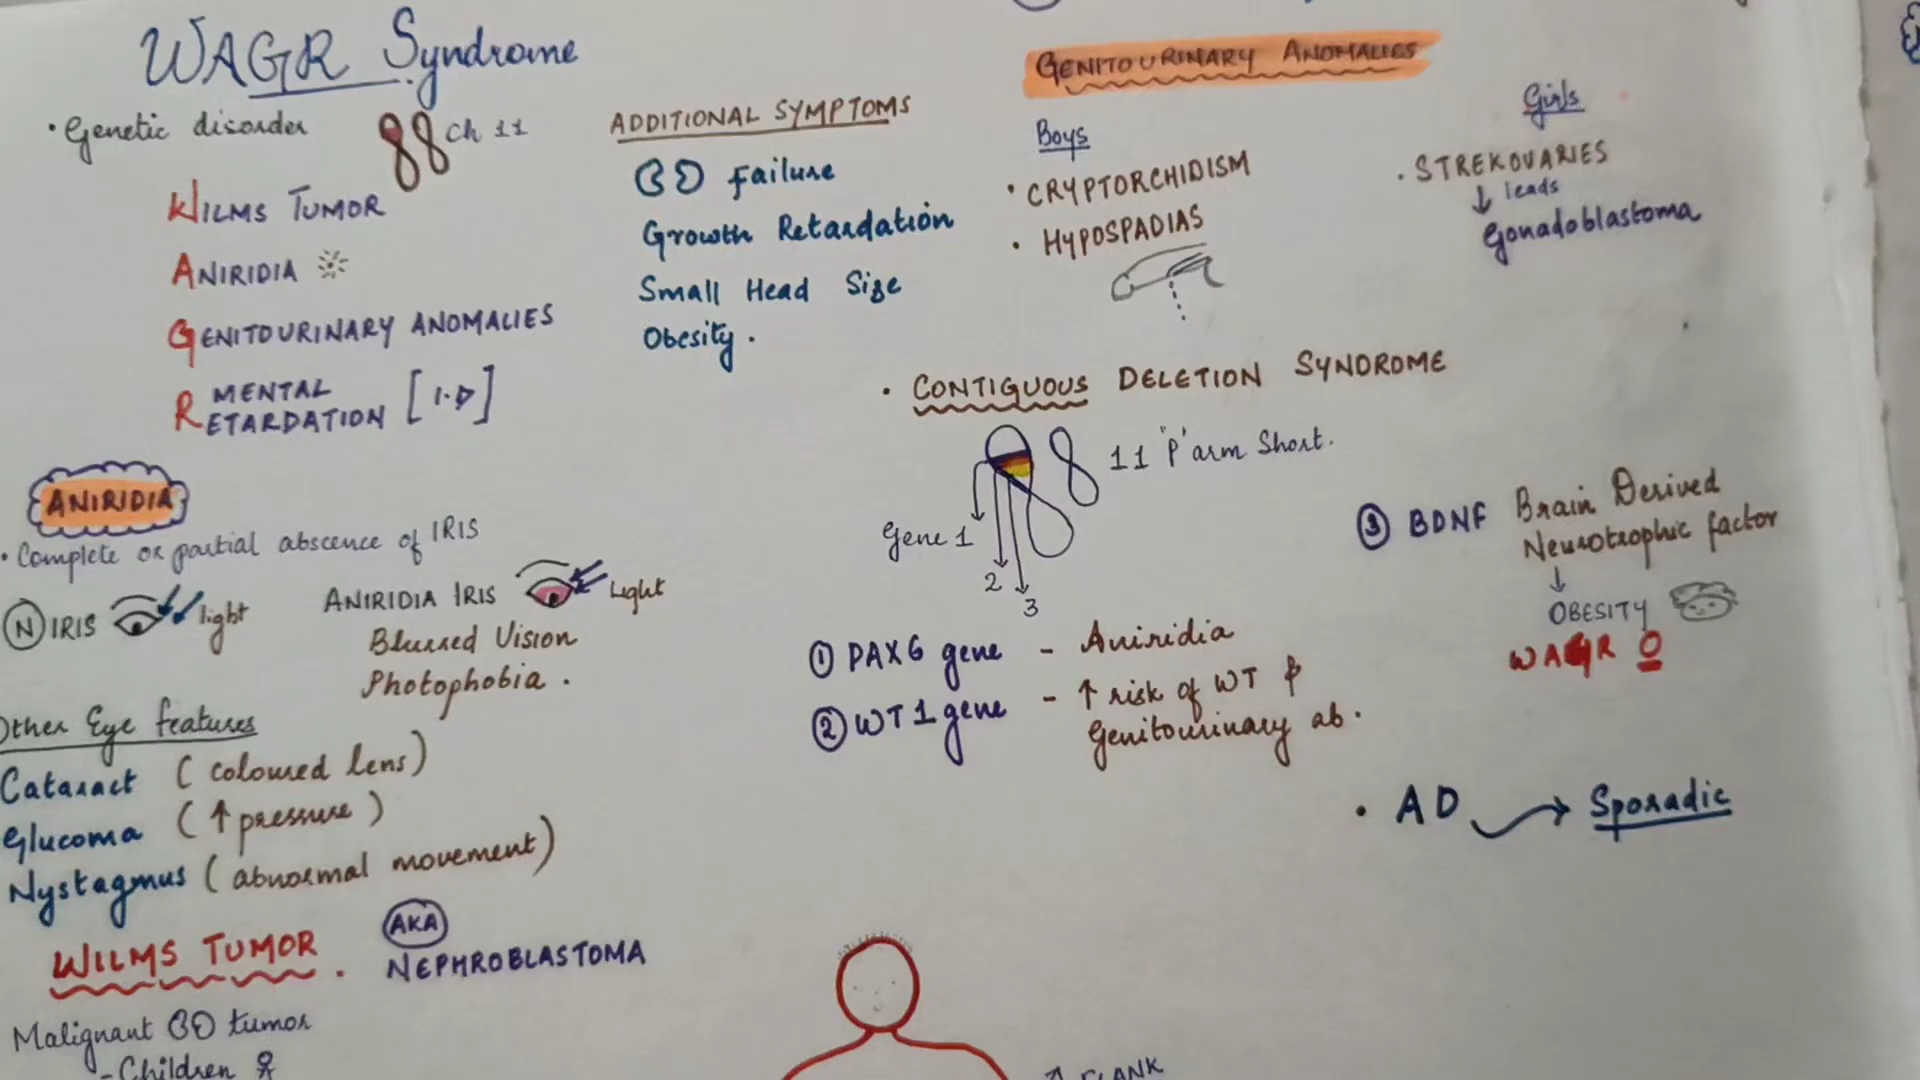 WAGR Syndrome
• Genetic disorder
Ch 11
WILMS TUMOR
ANIRIDIA
GENITOURINARY ANOMALIES
MENTAL
RETARDATION [I.D]
ADDITIONAL SYMPTOMS
Failure
Growth Retardation
Small Head Size
Obesity.
GENITOURINARY ANOMALIES
Boys
• CRYPTORCHIDISM
• HYPOSPADIAS
Girls
• STREKOVARIES
↓ leads
Gonadoblastoma
• CONTIGUOUS DELETION SYNDROME
11 "P' arm Short.
Gene 1
2
3
① PAX6 gene - Aniridia
② WT1 gene - ↑ risk of WT &
Genitourinary ab.
③ BDNF Brain Derived
Neurotrophic factor
↓
OBESITY
WAGR O
• AD → Sporadic
ANIRIDIA
• Complete or partial abscence of IRIS
Ⓝ IRIS light
ANIRIDIA IRIS Light
Blurred Vision
Photophobia.
Other Eye features
Cataract (coloured lens)
Glucoma (↑ pressure)
Nystagmus (abnormal movement)
WILMS TUMOR.
AKA
NEPHROBLASTOMA
Malignant tumor
- Children
FLANK